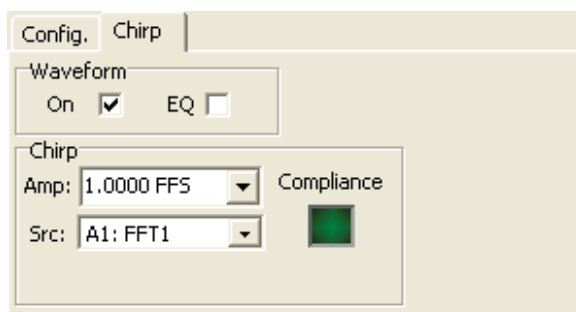 Config. Chirp
Waveform
On EQ
Chirp
Amp: 1.0000 FFS Compliance
Src: A1: FFT1